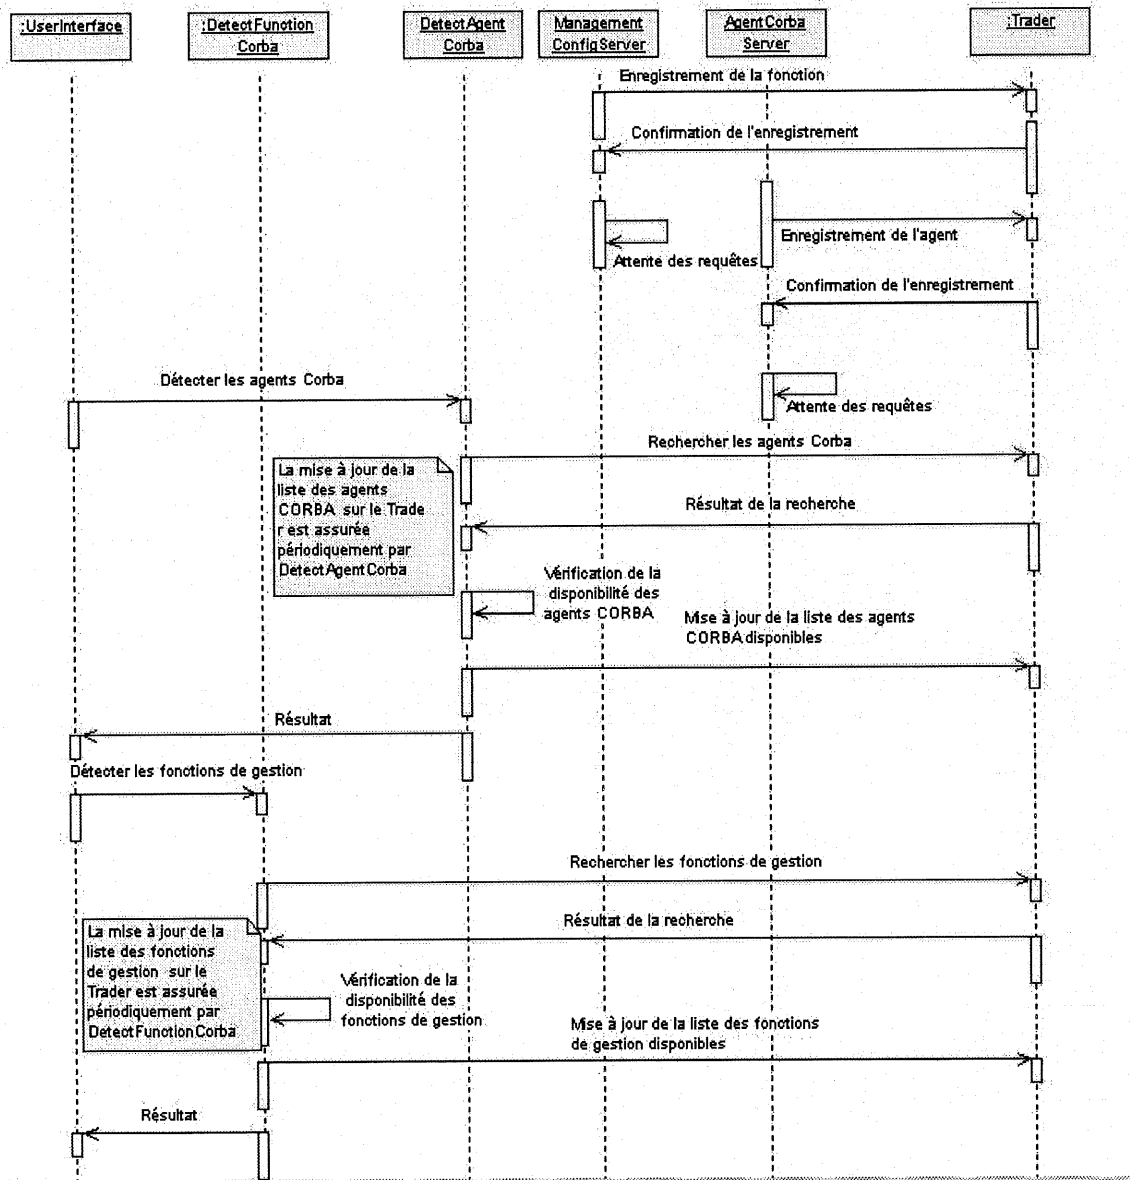 :UserInterface
:DetectFunction
Corba
DetectAgent
Corba
Management
ConfigServer
AgentCorba
Server
:Trader
Enregistrement de la fonction
Confirmation de l'enregistrement
Enregistrement de l'agent
Attente des requêtes
Confirmation de l'enregistrement
Détecter les agents Corba
Attente des requêtes
Rechercher les agents Corba
La mise à jour de la
liste des agents
CORBA sur le Trade
r est assurée
périodiquement par
DetectAgentCorba
Résultat de la recherche
Vérification de la
disponibilité des
agents CORBA
Mise à jour de la liste des agents
CORBA disponibles
Résultat
Détecter les fonctions de gestion
Rechercher les fonctions de gestion
Résultat de la recherche
La mise à jour de la
liste des fonctions
de gestion sur le
Trader est assurée
périodiquement par
DetectFunctionCorba
Vérification de la
disponibilité des
fonctions de gestion
Mise à jour de la liste des fonctions
de gestion disponibles
Résultat